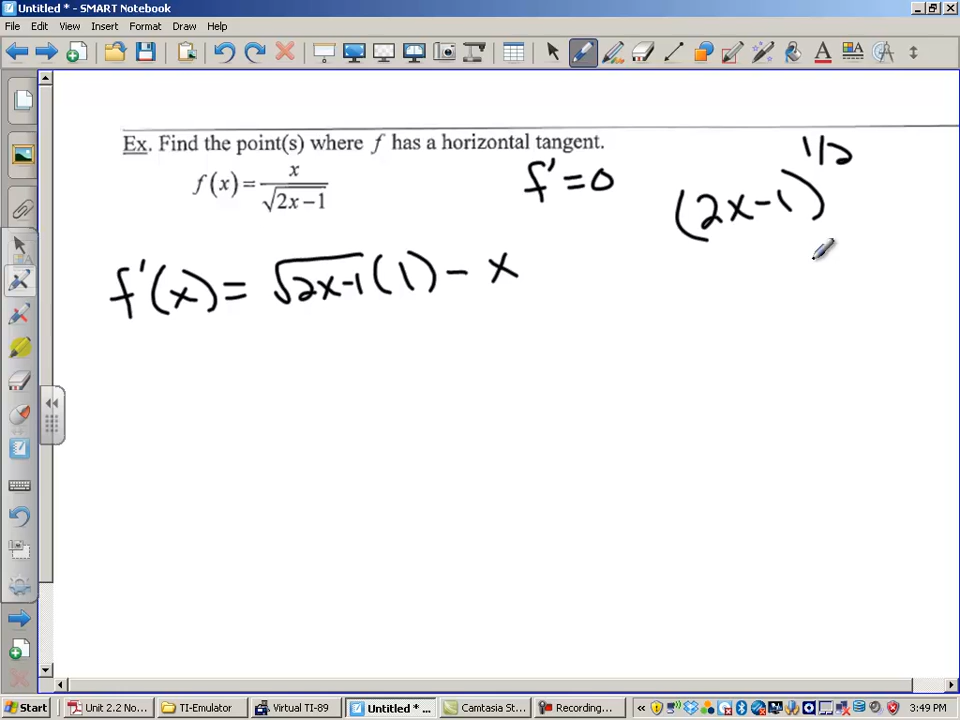 Untitled * - SMART Notebook
File Edit View Insert Format Draw Help
Ex. Find the point(s) where f has a horizontal tangent.
f(x) = x / √(2x−1)
f' = 0
(2x-1)^1/2
f'(x) = √(2x-1) (1) - x
Start Unit 2.2 No... TI-Emulator Virtual TI-89 Untitled * ... Camtasia St... Recording... « 3:49 PM